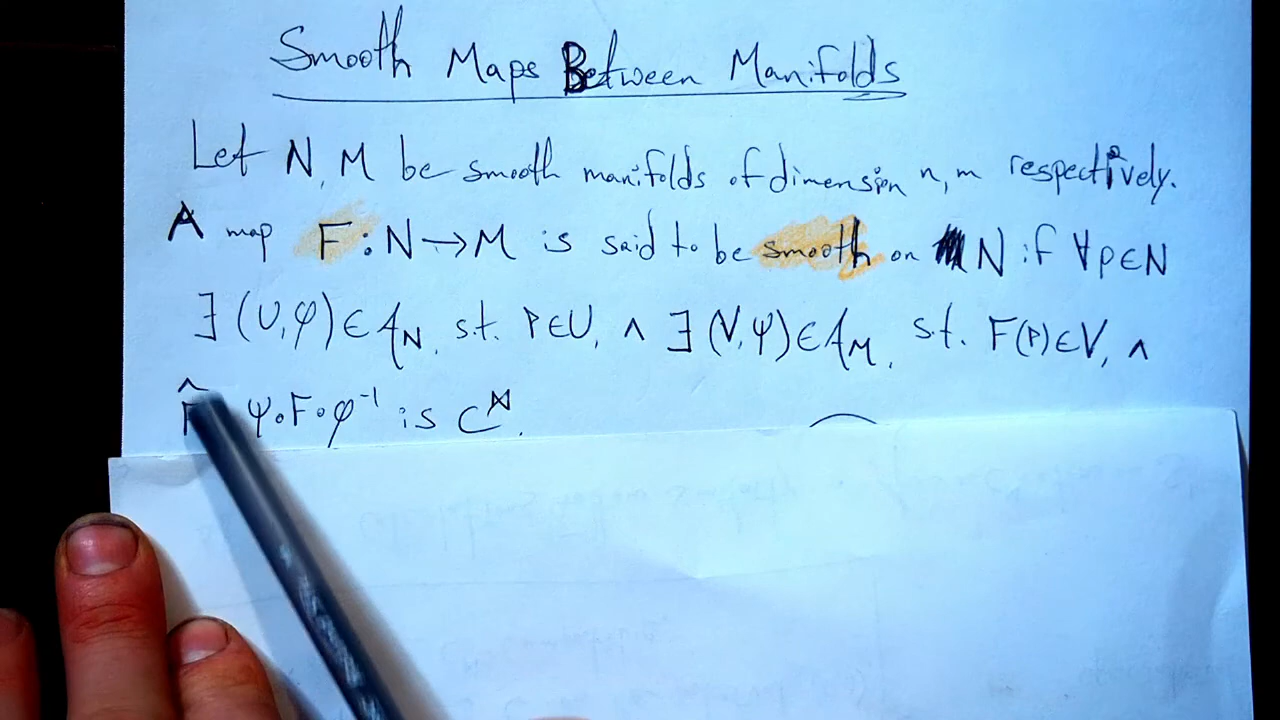 Smooth Maps Between Manifolds
Let N, M be smooth manifolds of dimension n, m respectively.
A map F : N → M is said to be smooth on N if ∀p∈N
∃ (U,φ) ∈ A_N, s.t. p∈U, ∧ ∃ (V,ψ) ∈ A_M, s.t. F(p)∈V, ∧
F̂ ψ∘F∘φ⁻¹ is C^∞.